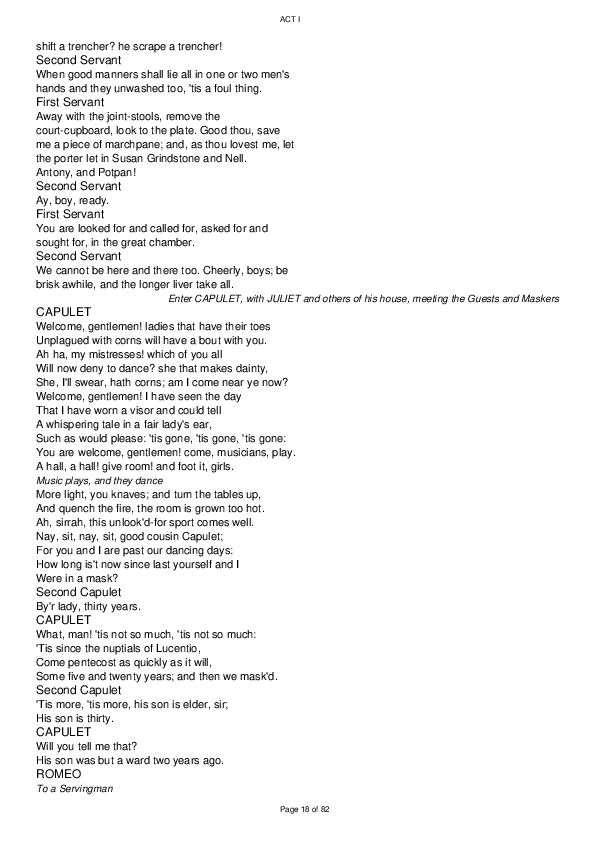 ACT I
shift a trencher? he scrape a trencher!
Second Servant
When good manners shall lie all in one or two men's
hands and they unwashed too, 'tis a foul thing.
First Servant
Away with the joint-stools, remove the
court-cupboard, look to the plate. Good thou, save
me a piece of marchpane; and, as thou lovest me, let
the porter let in Susan Grindstone and Nell.
Antony, and Potpan!
Second Servant
Ay, boy, ready.
First Servant
You are looked for and called for, asked for and
sought for, in the great chamber.
Second Servant
We cannot be here and there too. Cheerly, boys; be
brisk awhile, and the longer liver take all.
Enter CAPULET, with JULIET and others of his house, meeting the Guests and Maskers
CAPULET
Welcome, gentlemen! ladies that have their toes
Unplagued with corns will have a bout with you.
Ah ha, my mistresses! which of you all
Will now deny to dance? she that makes dainty,
She, I'll swear, hath corns; am I come near ye now?
Welcome, gentlemen! I have seen the day
That I have worn a visor and could tell
A whispering tale in a fair lady's ear,
Such as would please: 'tis gone, 'tis gone, 'tis gone:
You are welcome, gentlemen! come, musicians, play.
A hall, a hall! give room! and foot it, girls.
Music plays, and they dance
More light, you knaves; and turn the tables up,
And quench the fire, the room is grown too hot.
Ah, sirrah, this unlook'd-for sport comes well.
Nay, sit, nay, sit, good cousin Capulet;
For you and I are past our dancing days:
How long is't now since last yourself and I
Were in a mask?
Second Capulet
By'r lady, thirty years.
CAPULET
What, man! 'tis not so much, 'tis not so much:
'Tis since the nuptials of Lucentio,
Come pentecost as quickly as it will,
Some five and twenty years; and then we mask'd.
Second Capulet
'Tis more, 'tis more, his son is elder, sir;
His son is thirty.
CAPULET
Will you tell me that?
His son was but a ward two years ago.
ROMEO
To a Servingman
Page 18 of 82